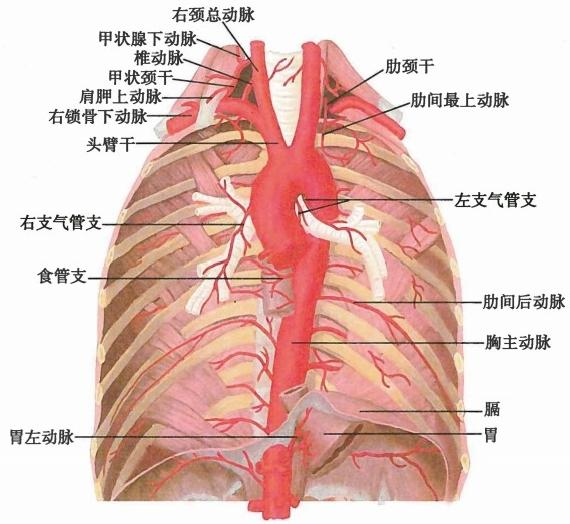 右颈总动脉
甲状腺下动脉
椎动脉
甲状颈干
肩胛上动脉
右锁骨下动脉
头臂干
右支气管支
食管支
胃左动脉
肋颈干
肋间最上动脉
左支气管支
肋间后动脉
胸主动脉
膈
胃